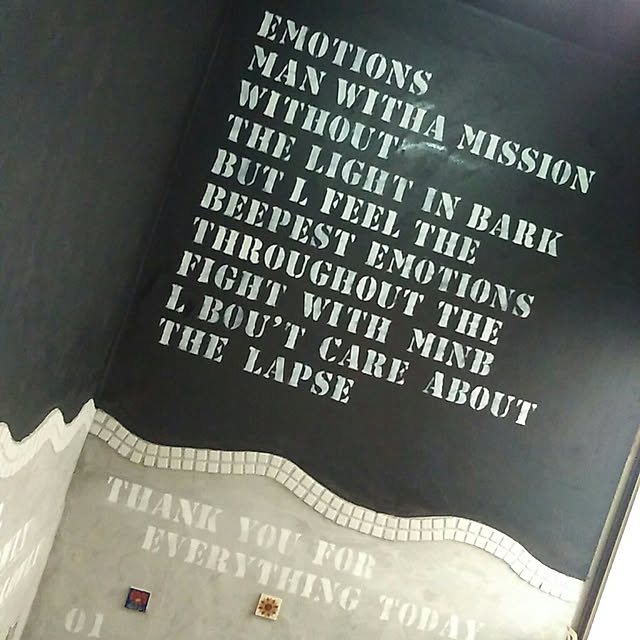 EMOTIONS
MAN WITHA MISSION
WITHOUT
THE LIGHT IN BARK
BUT L FEEL THE
BEEPEST EMOTIONS
THROUGHOUT THE
FIGHT WITH MINB
L BOU'T CARE ABOUT
THE LAPSE
THANK YOU FOR
EVERYTHING TODAY
01